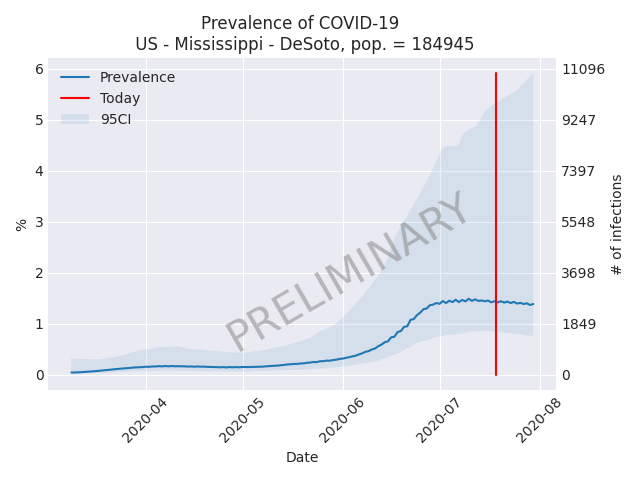 Prevalence of COVID-19
US - Mississippi - DeSoto, pop. = 184945
6
5
4
3
2
1
0
%
11096
9247
7397
5548
3698
1849
0
# of infections
Prevalence
Today
95CI
PRELIMINARY
2020-04
2020-05
2020-06
2020-07
2020-08
Date